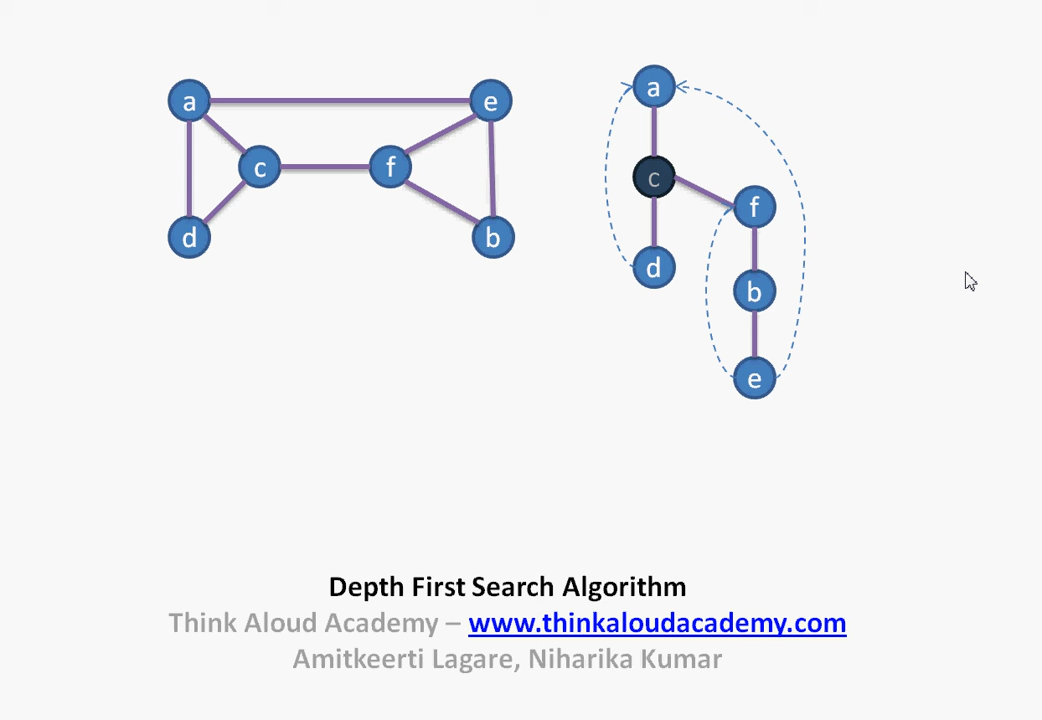 a
e
c
f
d
b
a
c
f
d
b
e
Depth First Search Algorithm
Think Aloud Academy – www.thinkaloudacademy.com
Amitkeerti Lagare, Niharika Kumar